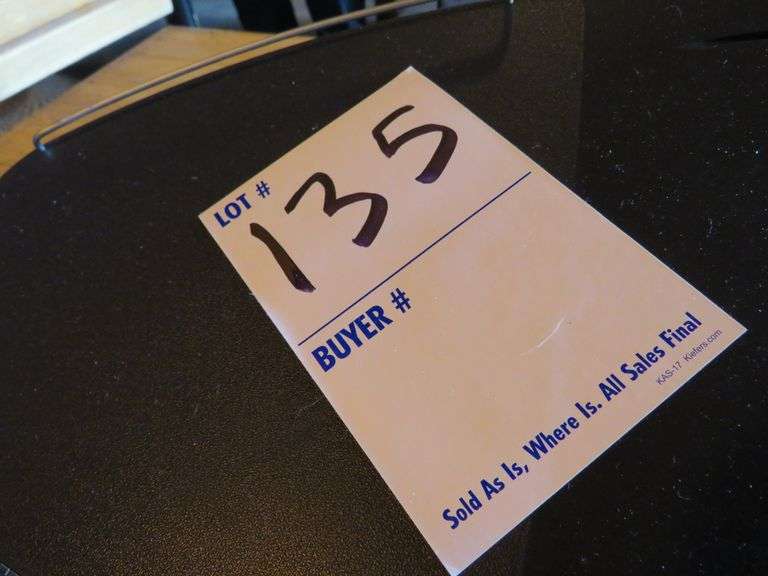 LOT #
135
BUYER #
Sold As Is, Where Is. All Sales Final
KAS-17 Kiefers.com